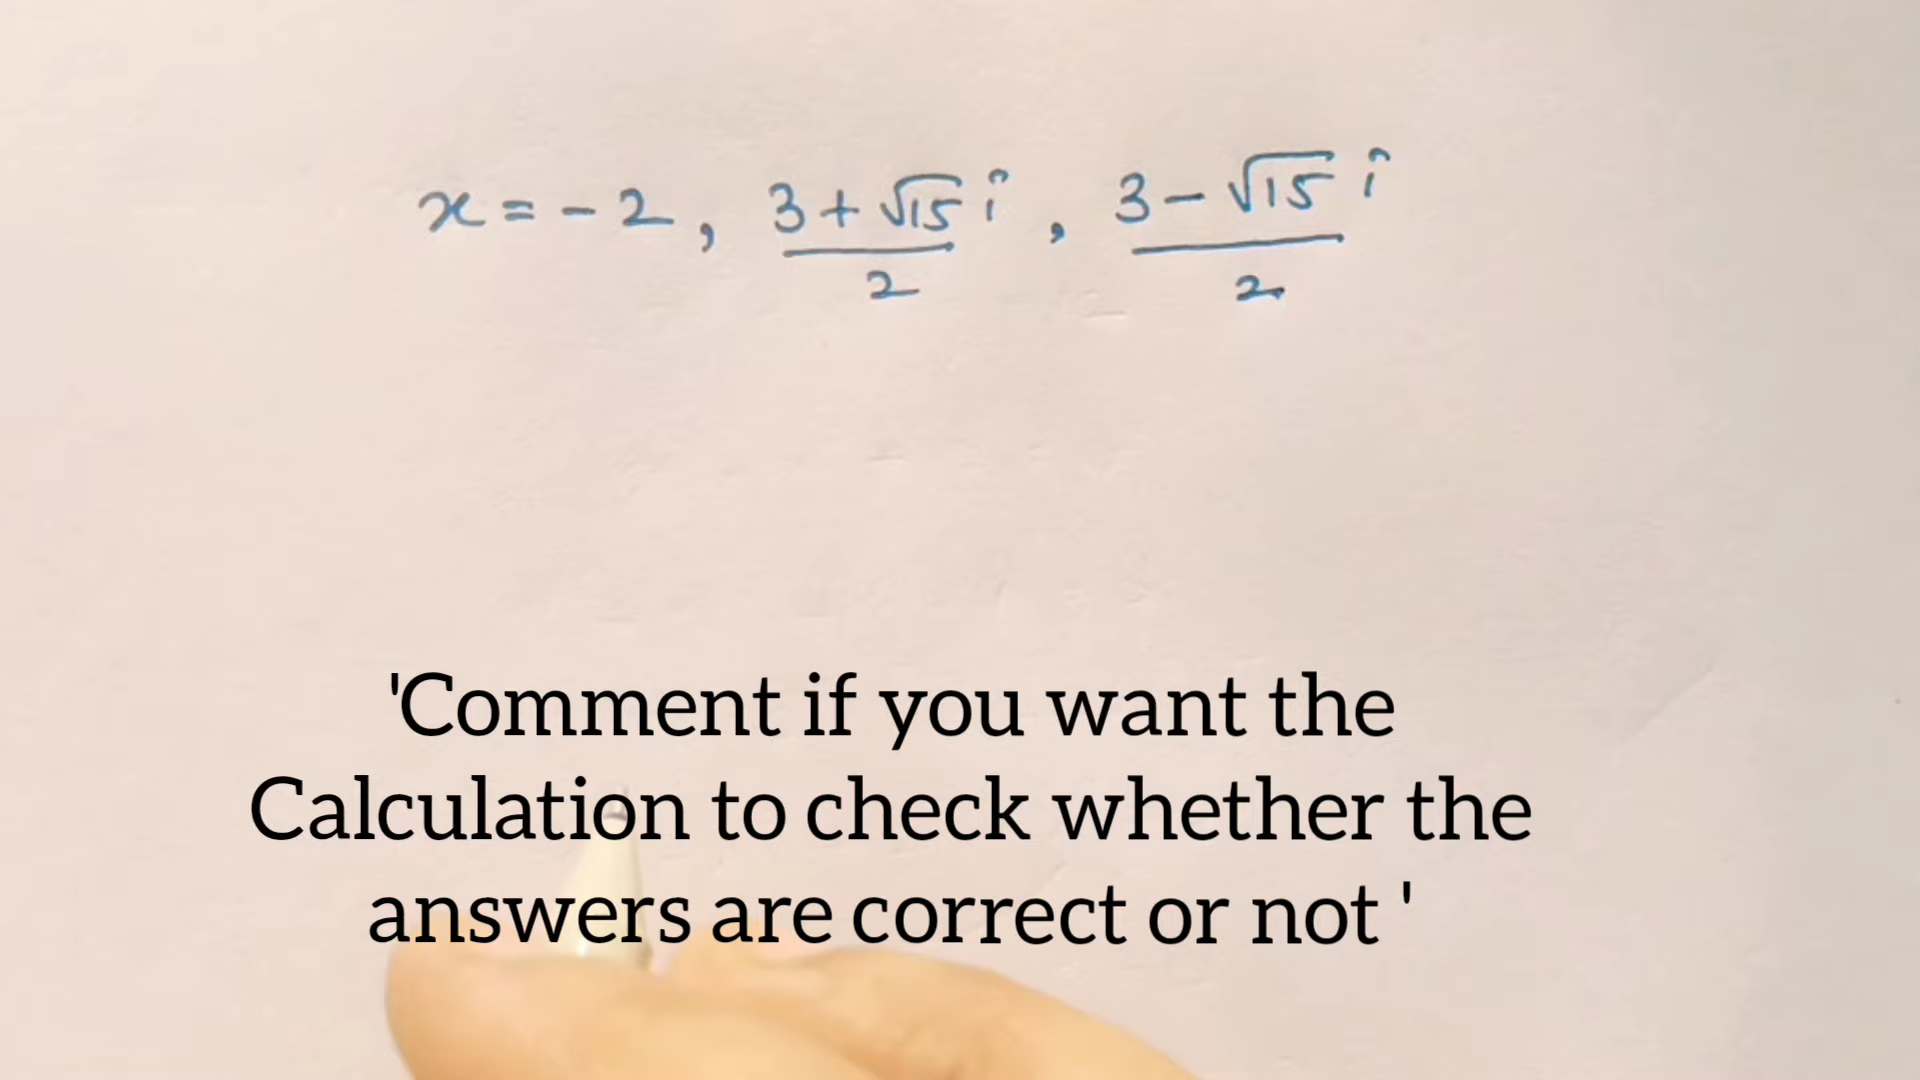 x = -2, 3+√15 i / 2, 3-√15 i / 2
'Comment if you want the
Calculation to check whether the
answers are correct or not '